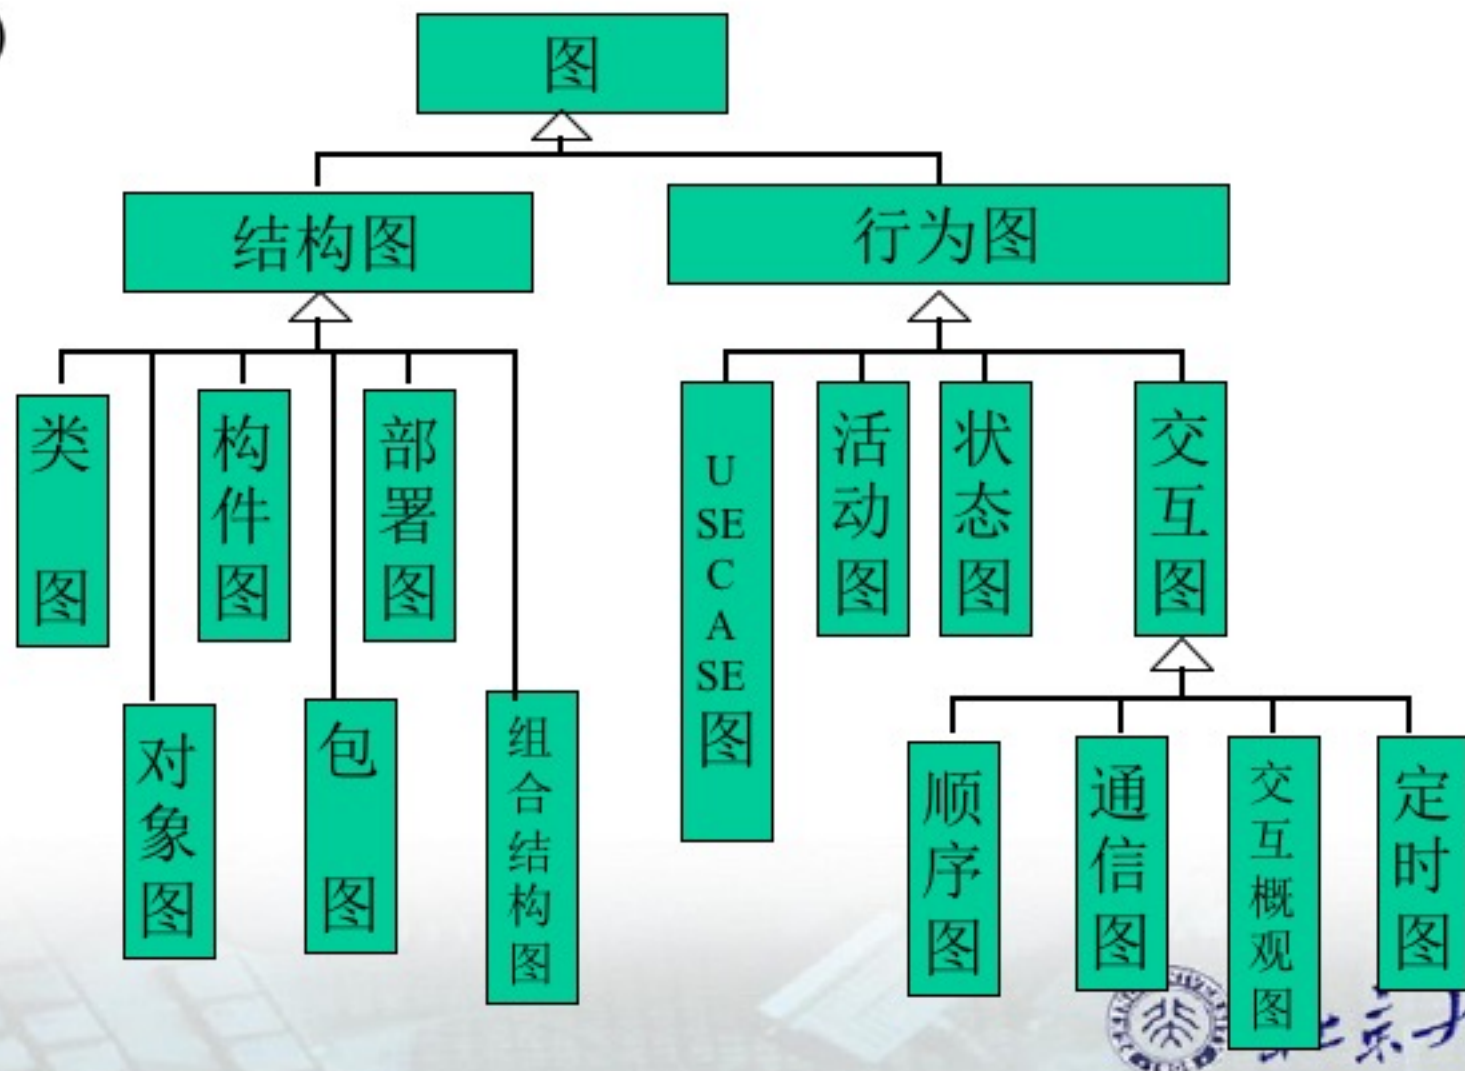 图
结构图
行为图
类图
对象图
构件图
包图
部署图
组合结构图
USECASE图
活动图
状态图
交互图
顺序图
通信图
交互概观图
定时图